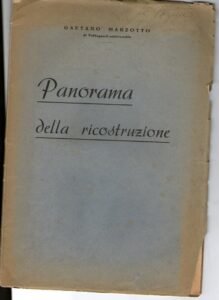 GAETANO MARZOTTO
Panorama
della ricostruzione